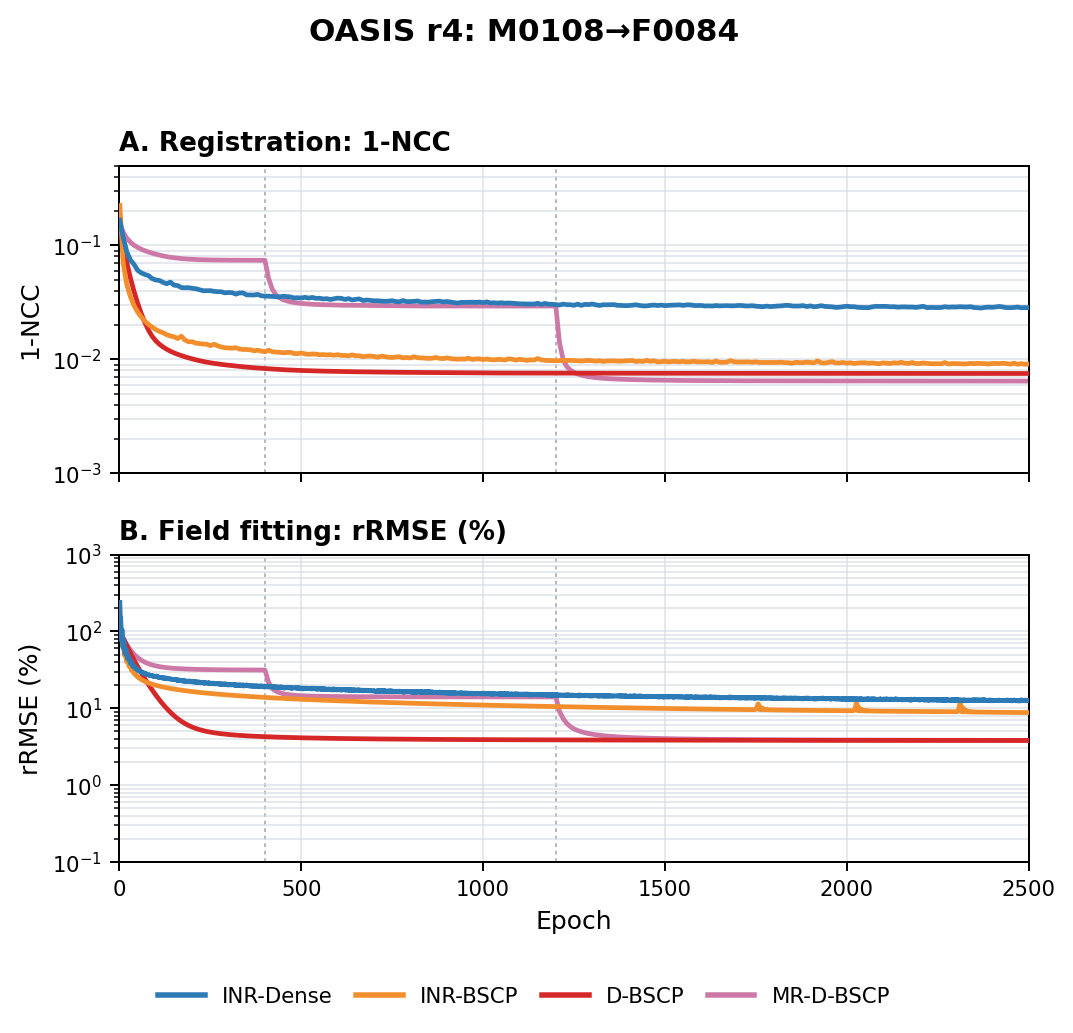 OASIS r4: M0108→F0084
A. Registration: 1-NCC
10⁻¹
10⁻²
10⁻³
1-NCC
B. Field fitting: rRMSE (%)
10³
10²
10¹
10⁰
10⁻¹
rRMSE (%)
0 500 1000 1500 2000 2500
Epoch
INR-Dense INR-BSCP D-BSCP MR-D-BSCP